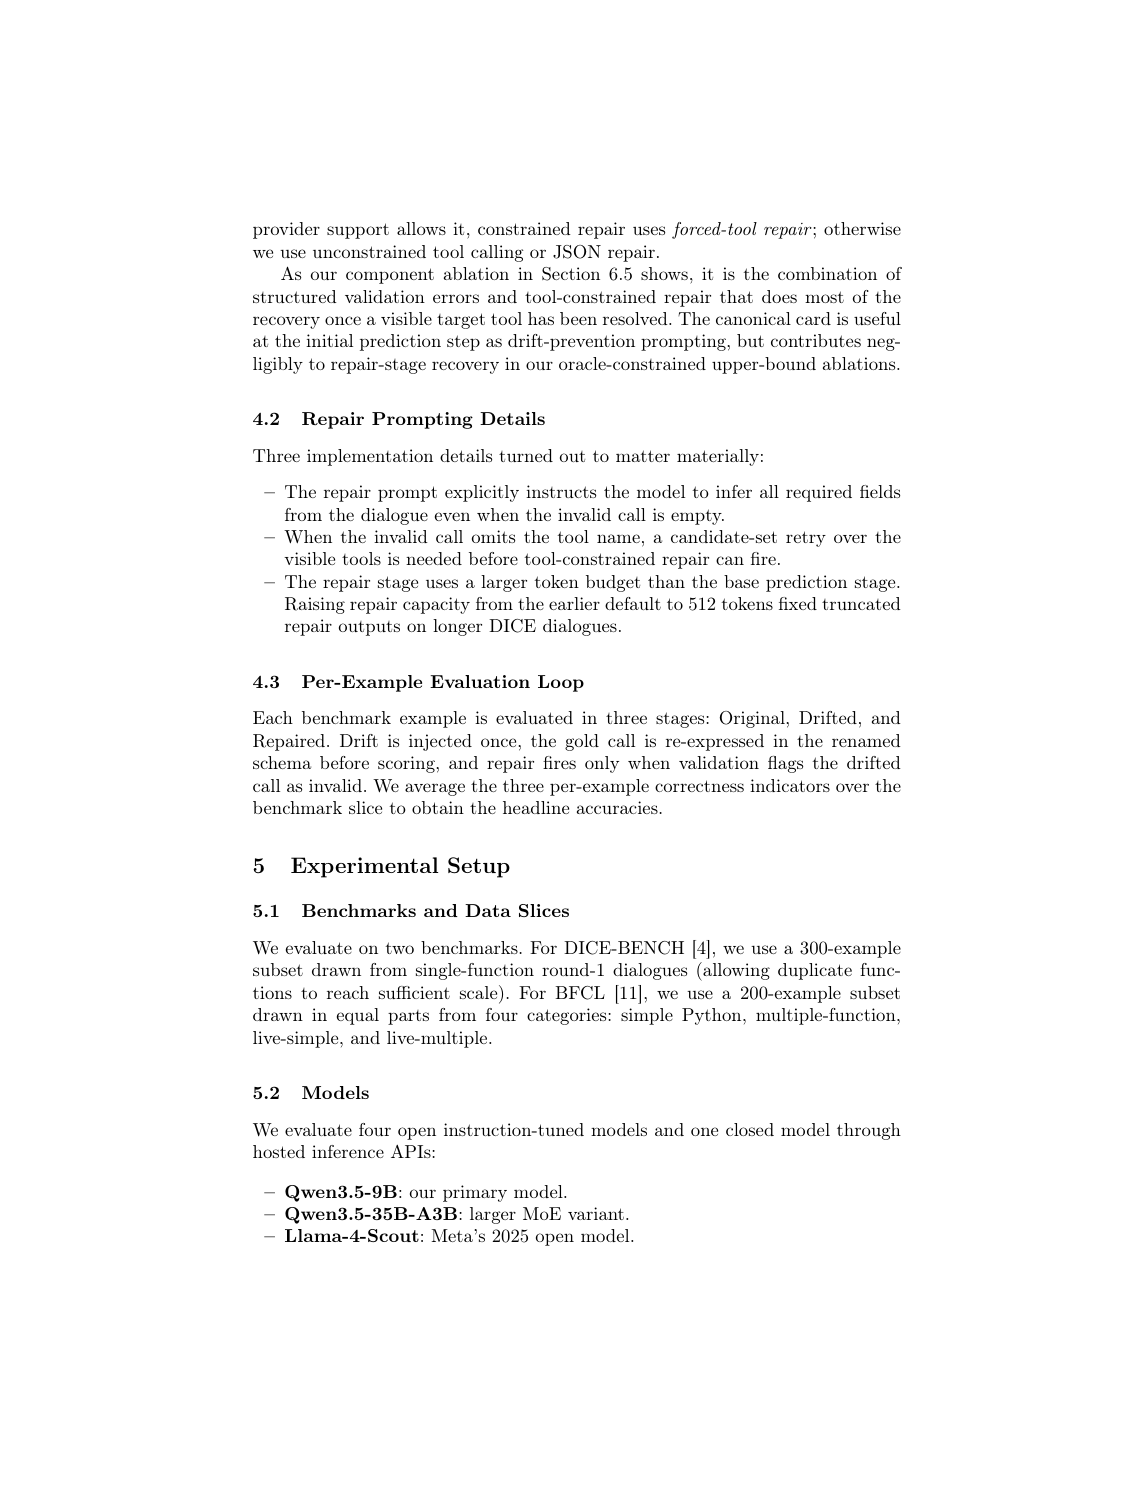 provider support allows it, constrained repair uses forced-tool repair; otherwise
we use unconstrained tool calling or JSON repair.
As our component ablation in Section 6.5 shows, it is the combination of
structured validation errors and tool-constrained repair that does most of the
recovery once a visible target tool has been resolved. The canonical card is useful
at the initial prediction step as drift-prevention prompting, but contributes neg-
ligibly to repair-stage recovery in our oracle-constrained upper-bound ablations.
4.2 Repair Prompting Details
Three implementation details turned out to matter materially:
– The repair prompt explicitly instructs the model to infer all required fields
from the dialogue even when the invalid call is empty.
– When the invalid call omits the tool name, a candidate-set retry over the
visible tools is needed before tool-constrained repair can fire.
– The repair stage uses a larger token budget than the base prediction stage.
Raising repair capacity from the earlier default to 512 tokens fixed truncated
repair outputs on longer DICE dialogues.
4.3 Per-Example Evaluation Loop
Each benchmark example is evaluated in three stages: Original, Drifted, and
Repaired. Drift is injected once, the gold call is re-expressed in the renamed
schema before scoring, and repair fires only when validation flags the drifted
call as invalid. We average the three per-example correctness indicators over the
benchmark slice to obtain the headline accuracies.
5 Experimental Setup
5.1 Benchmarks and Data Slices
We evaluate on two benchmarks. For DICE-BENCH [4], we use a 300-example
subset drawn from single-function round-1 dialogues (allowing duplicate func-
tions to reach sufficient scale). For BFCL [11], we use a 200-example subset
drawn in equal parts from four categories: simple Python, multiple-function,
live-simple, and live-multiple.
5.2 Models
We evaluate four open instruction-tuned models and one closed model through
hosted inference APIs:
– Qwen3.5-9B: our primary model.
– Qwen3.5-35B-A3B: larger MoE variant.
– Llama-4-Scout: Meta's 2025 open model.